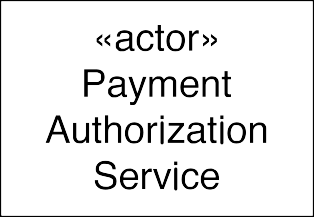 «actor»
Payment
Authorization
Service